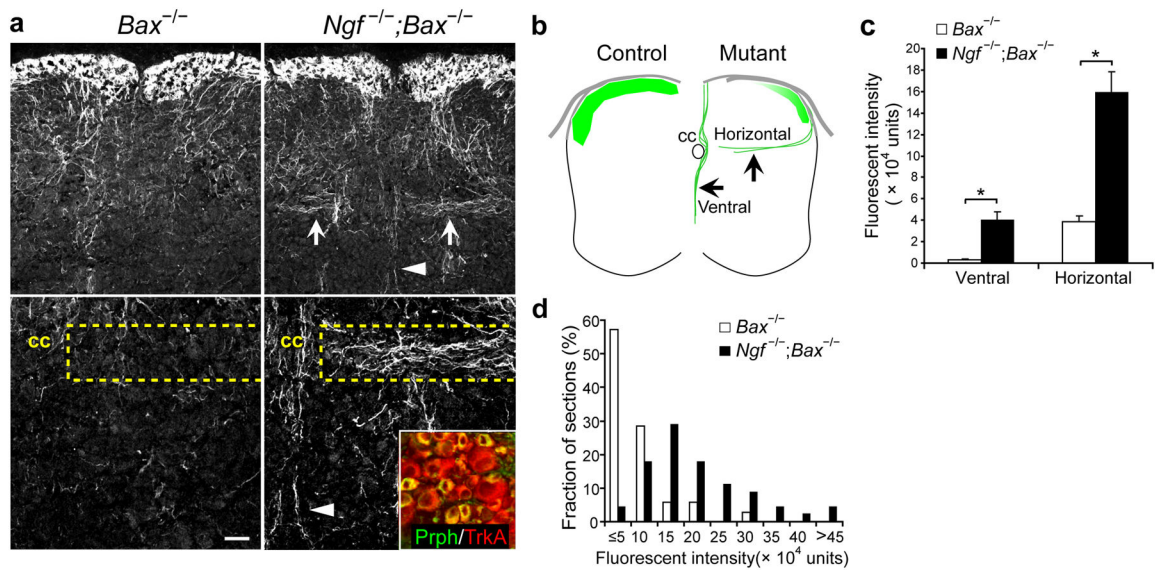 a
Bax⁻/⁻
Ngf⁻/⁻;Bax⁻/⁻
cc
cc
Prph/TrkA
b
Control
Mutant
cc
Horizontal
Ventral
c
Bax⁻/⁻
Ngf⁻/⁻;Bax⁻/⁻
Fluorescent intensity
(× 10⁴ units)
20
18
16
14
12
10
8
6
4
2
0
*
*
Ventral
Horizontal
d
Bax⁻/⁻
Ngf⁻/⁻;Bax⁻/⁻
Fraction of sections (%)
60
50
40
30
20
10
0
≤5 10 15 20 25 30 35 40 >45
Fluorescent intensity(× 10⁴ units)